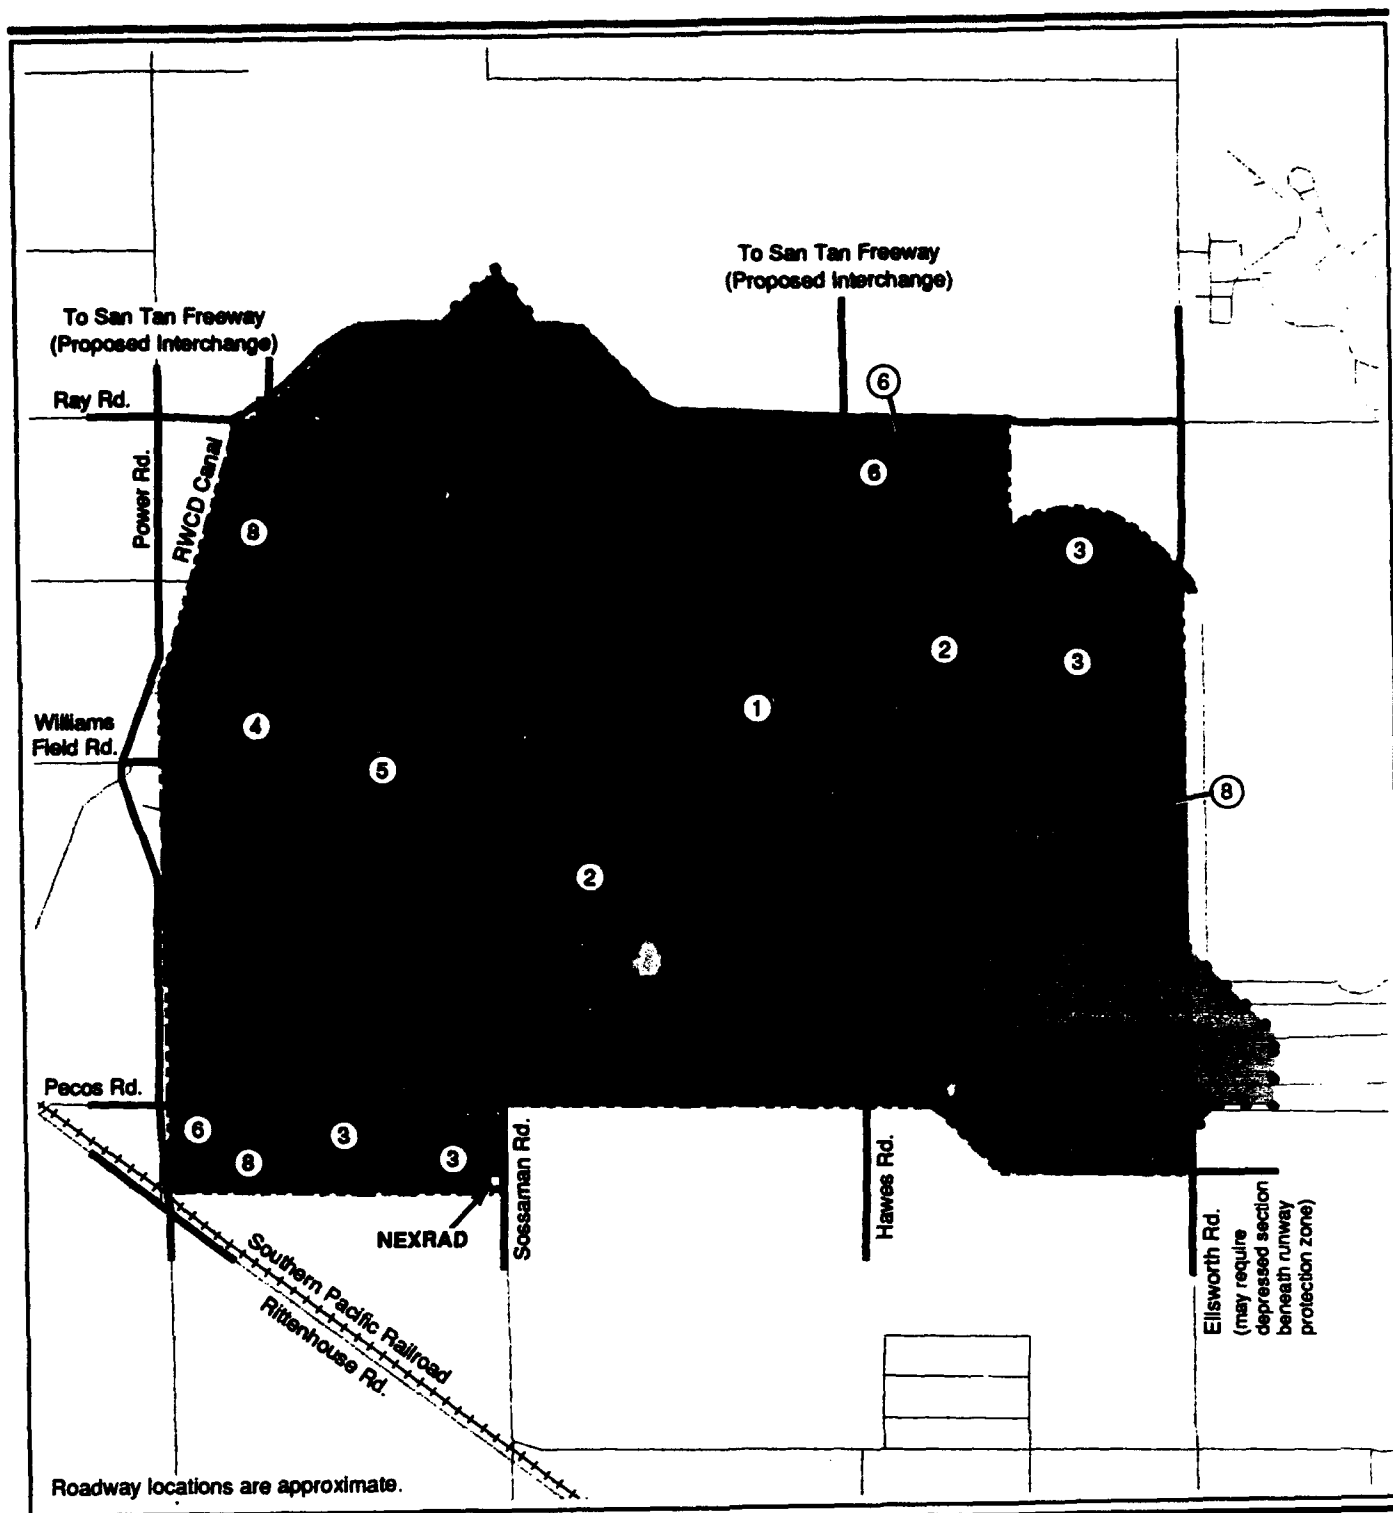 To San Tan Freeway
(Proposed Interchange)
To San Tan Freeway
(Proposed Interchange)
6
Ray Rd.
6
Power Rd.
RWCD Canal
8
3
2
3
1
4
Williams
Field Rd.
5
8
2
Pecos Rd.
6
3
8
3
NEXRAD
Sossaman Rd.
Hawes Rd.
Ellsworth Rd.
(may require
depressed section
beneath runway
protection zone)
Southern Pacific Railroad
Rittenhouse Rd.
Roadway locations are approximate.